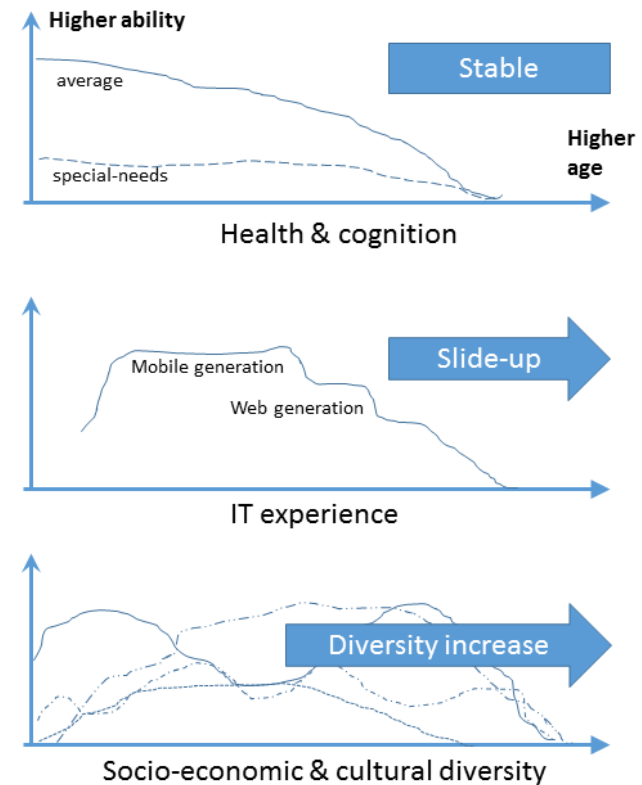 Higher ability
average
Stable
Higher
age
special-needs
Health & cognition
Slide-up
Mobile generation
Web generation
IT experience
Diversity increase
Socio-economic & cultural diversity